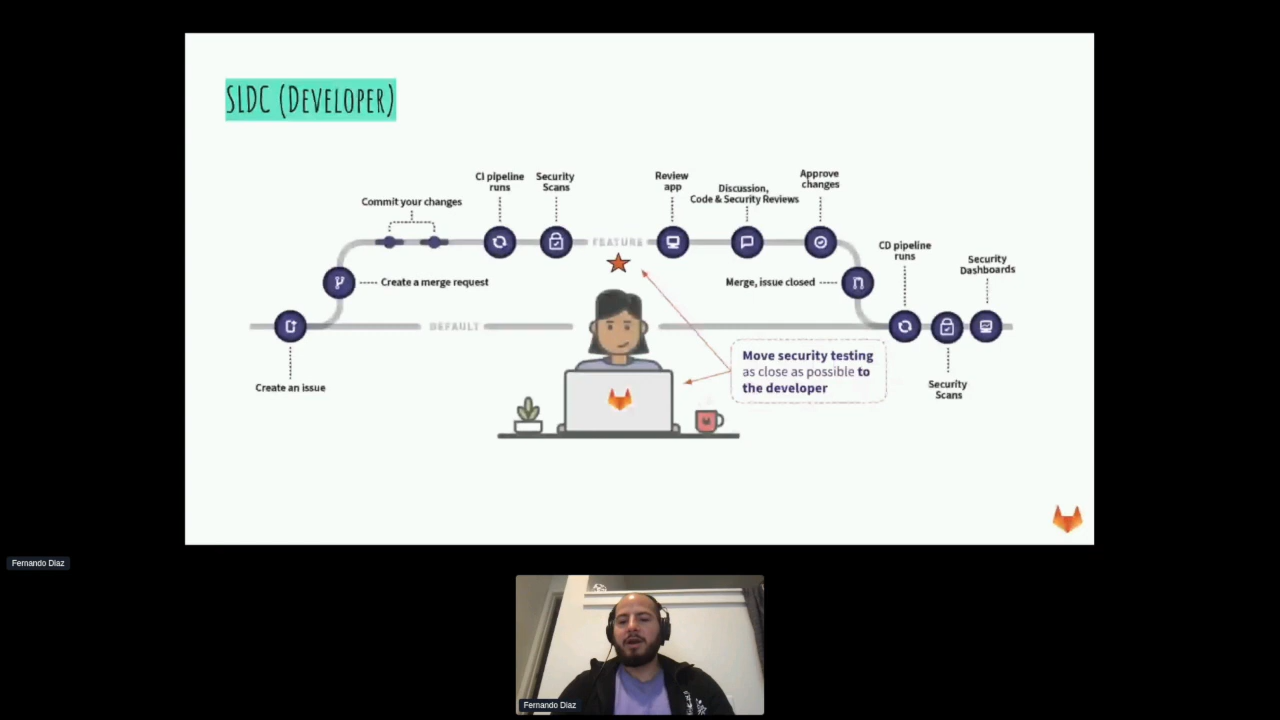 SLDC (Developer)
CI pipeline
runs
Security
Scans
Review
app
Discussion,
Code & Security Reviews
Approve
changes
Commit your changes
FEATURE
CD pipeline
runs
Security
Dashboards
Create a merge request
Merge, issue closed
DEFAULT
Move security testing
as close as possible to
the developer
Create an issue
Security
Scans
Fernando Diaz
Fernando Diaz